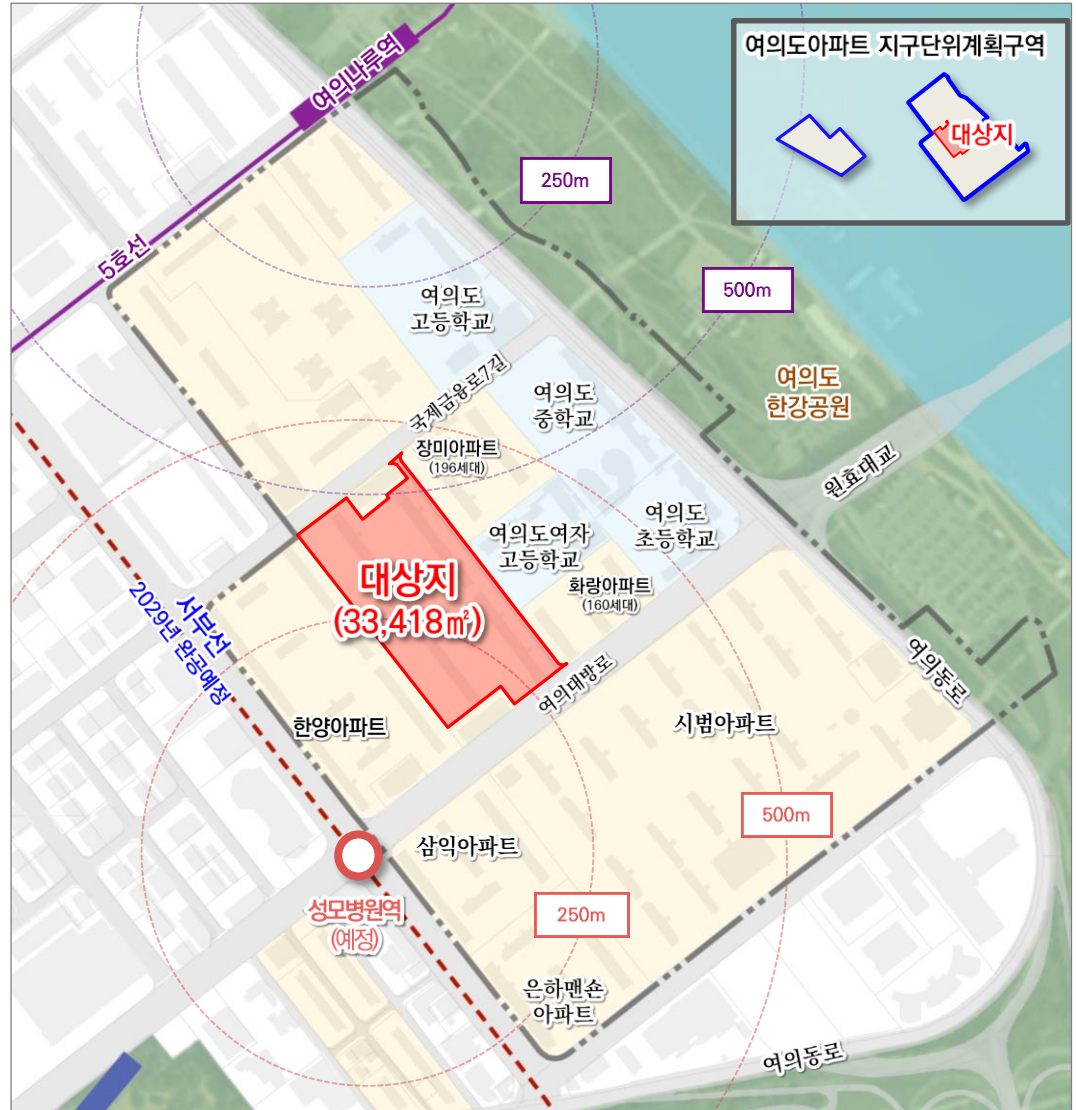 여의도아파트 지구단위계획구역
대상지
여의나루역
5호선
250m
500m
여의도
고등학교
국제금융로7길
여의도
중학교
여의도
한강공원
장미아파트
(196세대)
원효대교
여의도여자
고등학교
여의도
초등학교
대상지
(33,418㎡)
화랑아파트
(160세대)
서부선
2029년 완공예정
여의대방로
여의동로
한양아파트
시범아파트
500m
삼익아파트
성모병원역
(예정)
250m
은하맨숀
아파트
여의동로